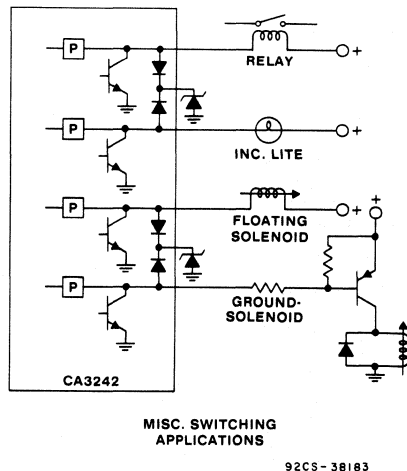 P
RELAY
+
P
INC. LITE
+
P
FLOATING
SOLENOID
+
+
P
GROUND-
SOLENOID
CA3242
MISC. SWITCHING
APPLICATIONS
92CS-38183